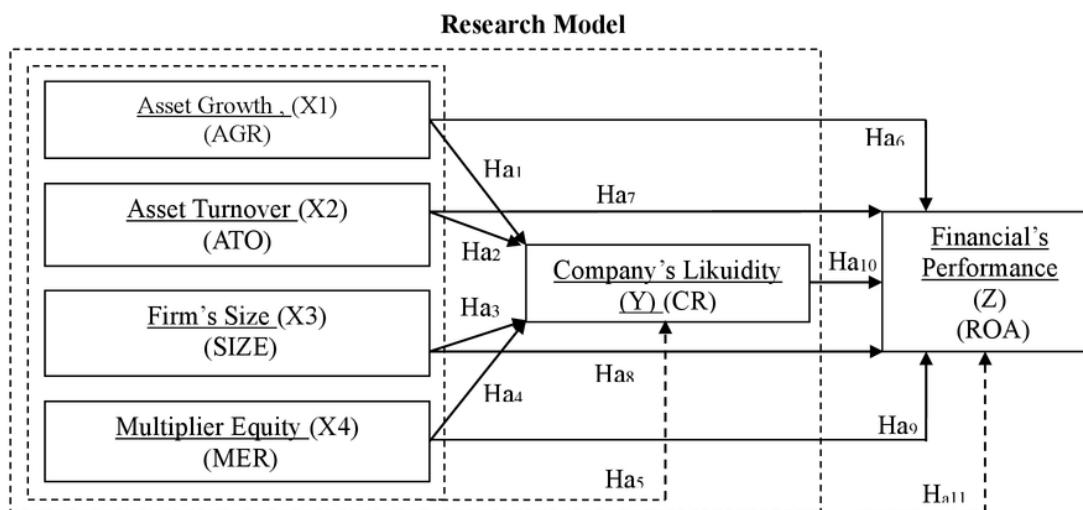 Research Model
Asset Growth , (X1)
(AGR)
Ha6
Ha1
Asset Turnover (X2)
(ATO)
Ha7
Ha2
Company's Likuidity
(Y) (CR)
Ha10
Financial's
Performance
(Z)
(ROA)
Firm's Size (X3)
(SIZE)
Ha3
Ha8
Ha4
Multiplier Equity (X4)
(MER)
Ha9
Ha5
Ha11